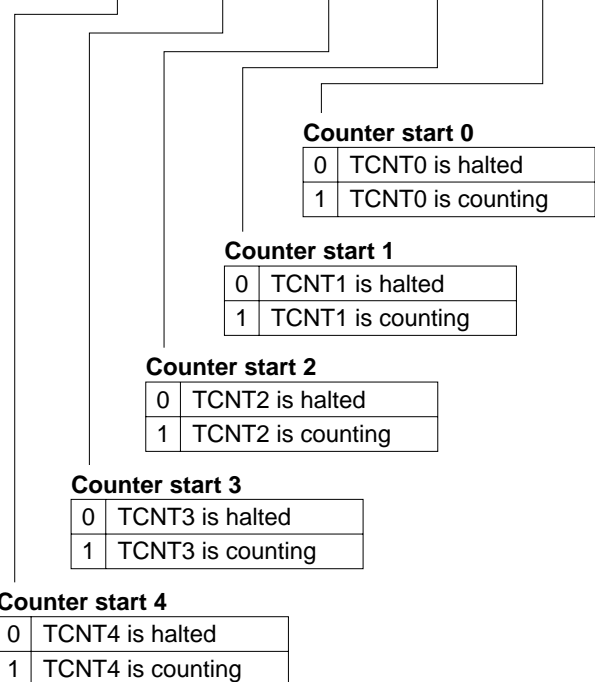 Counter start 0
0 TCNT0 is halted
1 TCNT0 is counting
Counter start 1
0 TCNT1 is halted
1 TCNT1 is counting
Counter start 2
0 TCNT2 is halted
1 TCNT2 is counting
Counter start 3
0 TCNT3 is halted
1 TCNT3 is counting
Counter start 4
0 TCNT4 is halted
1 TCNT4 is counting